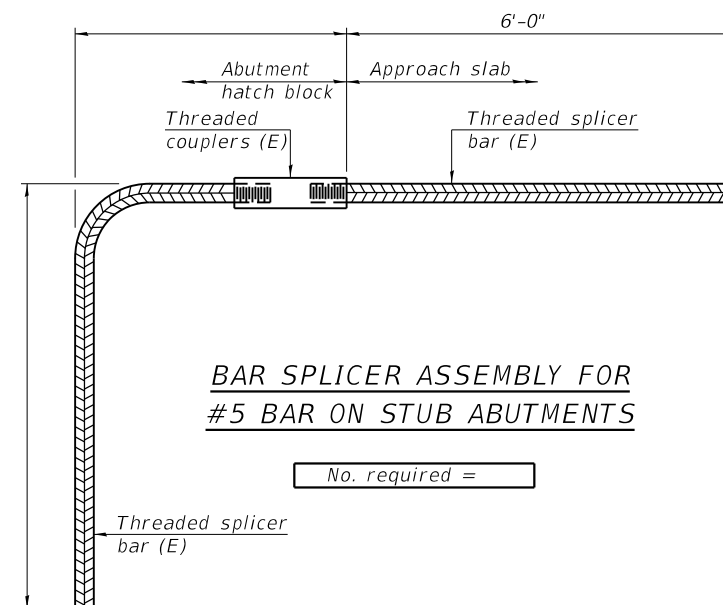 6'-0"
Abutment
hatch block
Approach slab
Threaded
couplers (E)
Threaded splicer
bar (E)
BAR SPLICER ASSEMBLY FOR
#5 BAR ON STUB ABUTMENTS
No. required =
Threaded splicer
bar (E)